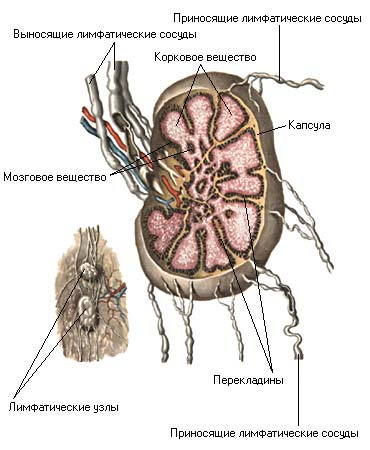 Приносящие лимфатические сосуды
Выносящие лимфатические сосуды
Корковое вещество
Капсула
Мозговое вещество
Перекладины
Лимфатические узлы
Приносящие лимфатические сосуды